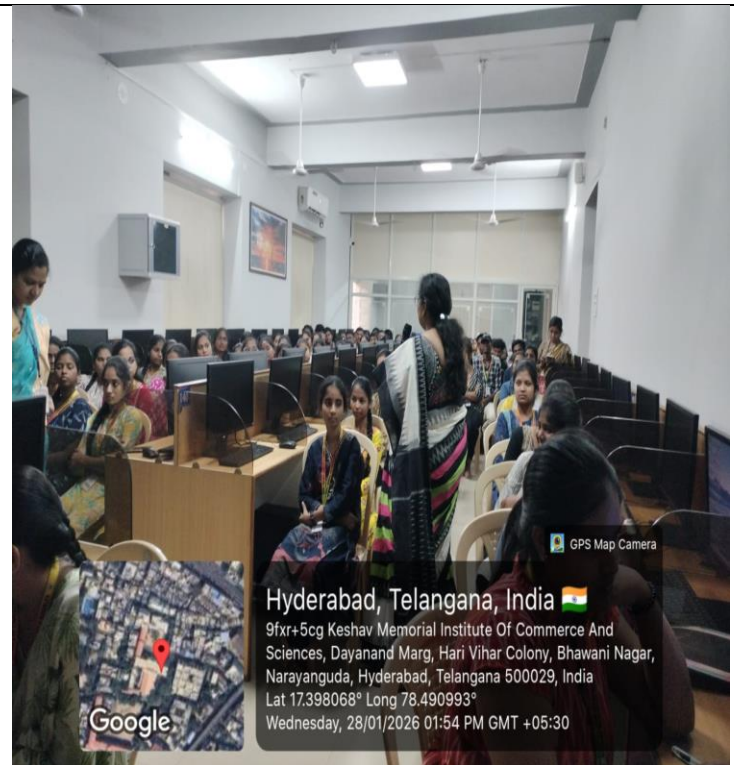 GPS Map Camera
Hyderabad, Telangana, India
9fxr+5cg Keshav Memorial Institute Of Commerce And
Sciences, Dayanand Marg, Hari Vihar Colony, Bhawani Nagar,
Narayanguda, Hyderabad, Telangana 500029, India
Lat 17.398068° Long 78.490993°
Wednesday, 28/01/2026 01:54 PM GMT +05:30
Google